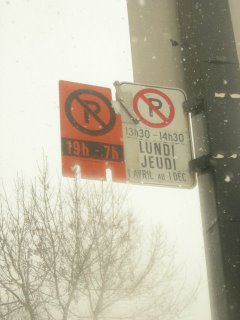 P
19h - 7h
P
13h30 - 14h30
LUNDI
JEUDI
1 AVRIL AU 1 DEC